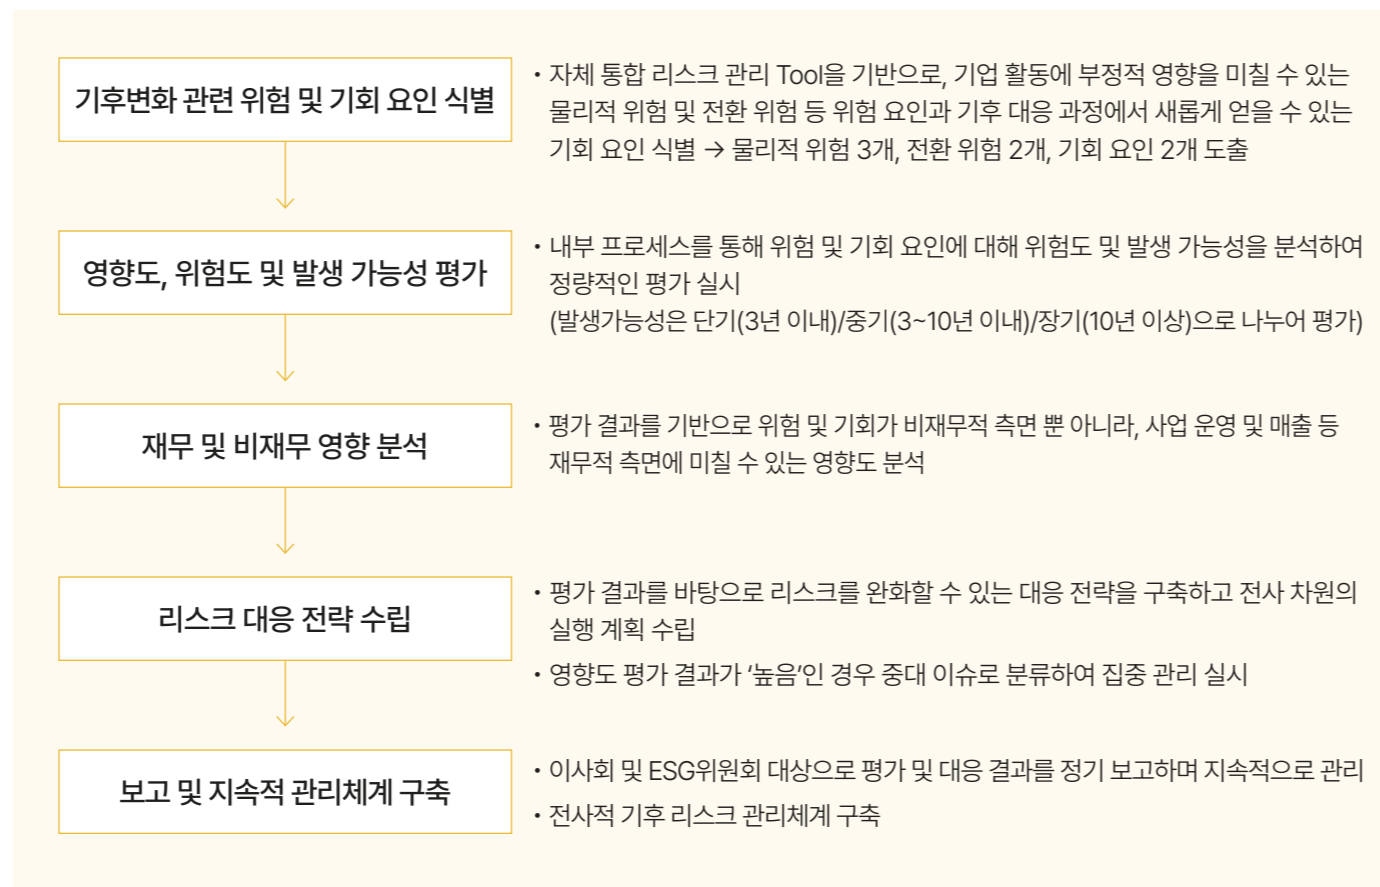 기후변화 관련 위험 및 기회 요인 식별
• 자체 통합 리스크 관리 Tool을 기반으로, 기업 활동에 부정적 영향을 미칠 수 있는
물리적 위험 및 전환 위험 등 위험 요인과 기후 대응 과정에서 새롭게 얻을 수 있는
기회 요인 식별 → 물리적 위험 3개, 전환 위험 2개, 기회 요인 2개 도출
영향도, 위험도 및 발생 가능성 평가
• 내부 프로세스를 통해 위험 및 기회 요인에 대해 위험도 및 발생 가능성을 분석하여
정량적인 평가 실시
(발생가능성은 단기(3년 이내)/중기(3~10년 이내)/장기(10년 이상)으로 나누어 평가)
재무 및 비재무 영향 분석
• 평가 결과를 기반으로 위험 및 기회가 비재무적 측면 뿐 아니라, 사업 운영 및 매출 등
재무적 측면에 미칠 수 있는 영향도 분석
리스크 대응 전략 수립
• 평가 결과를 바탕으로 리스크를 완화할 수 있는 대응 전략을 구축하고 전사 차원의
실행 계획 수립
• 영향도 평가 결과가 ‘높음’인 경우 중대 이슈로 분류하여 집중 관리 실시
보고 및 지속적 관리체계 구축
• 이사회 및 ESG위원회 대상으로 평가 및 대응 결과를 정기 보고하며 지속적으로 관리
• 전사적 기후 리스크 관리체계 구축